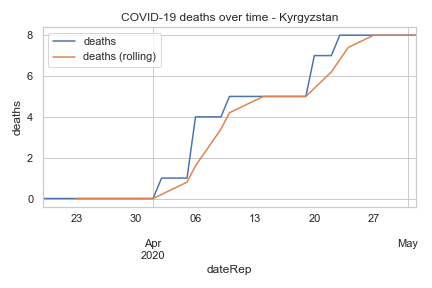 COVID-19 deaths over time - Kyrgyzstan
deaths
deaths (rolling)
deaths
8
6
4
2
0
23 30 06 13 20 27
Apr May
2020
dateRep